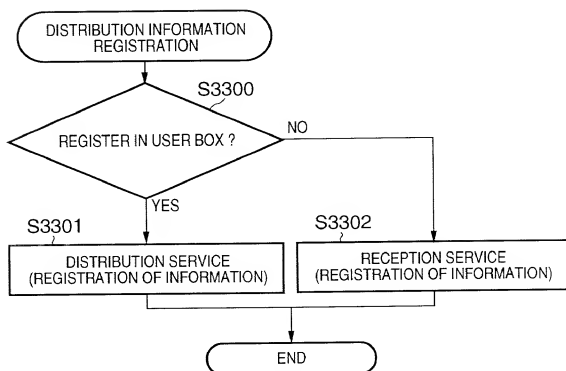 DISTRIBUTION INFORMATION
REGISTRATION
S3300
REGISTER IN USER BOX ?
NO
YES
S3301
DISTRIBUTION SERVICE
(REGISTRATION OF INFORMATION)
S3302
RECEPTION SERVICE
(REGISTRATION OF INFORMATION)
END